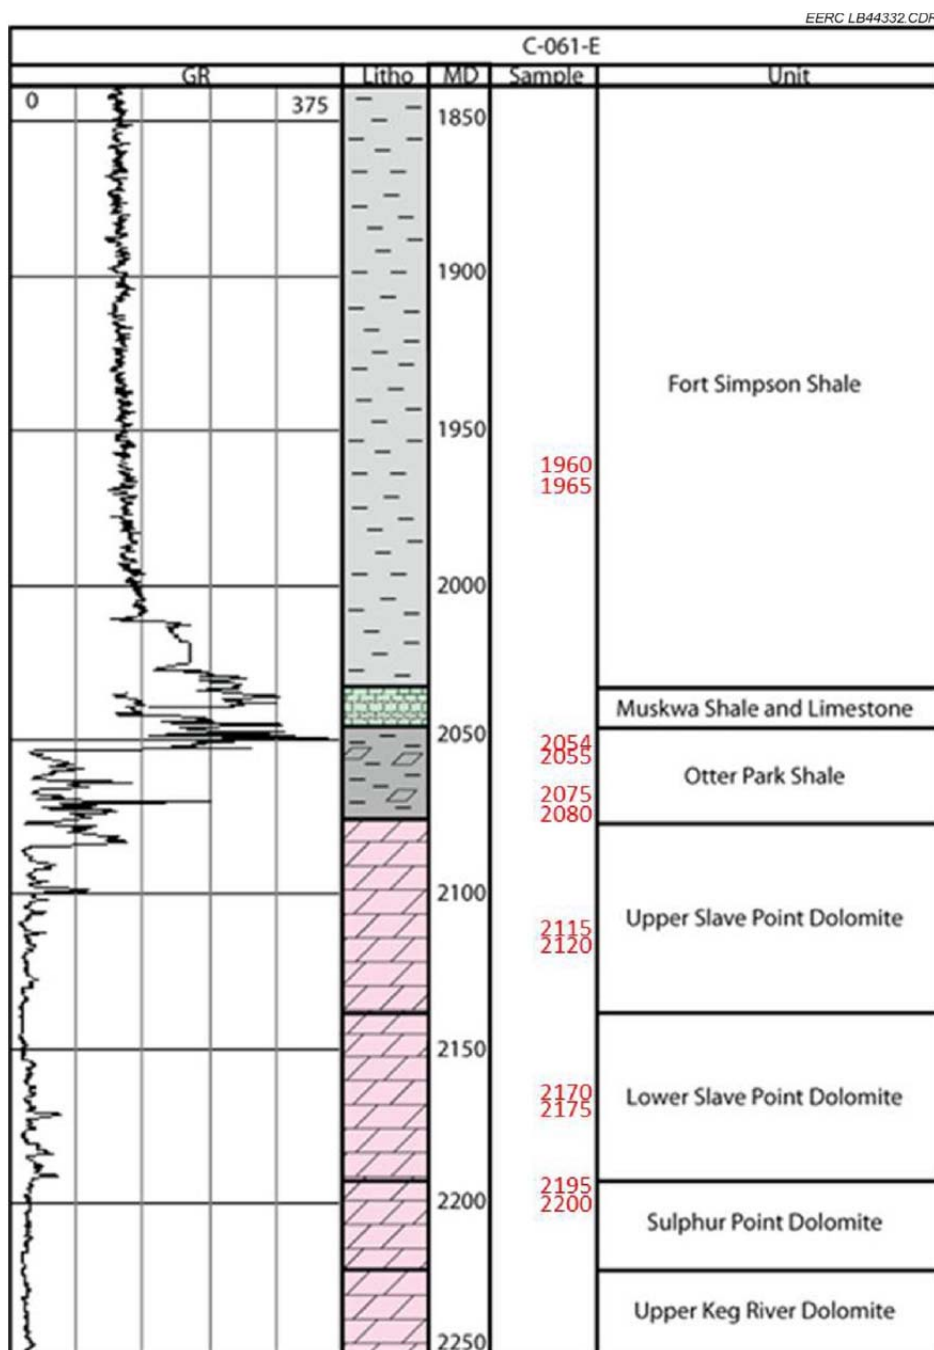 EERC LB44332.CDR
C-061-E
GR Litho MD Sample Unit
0 375
1850
1900
Fort Simpson Shale
1950
1960
1965
2000
Muskwa Shale and Limestone
2050
2054
2055
Otter Park Shale
2075
2080
2100
Upper Slave Point Dolomite
2115
2120
2150
2170
Lower Slave Point Dolomite
2175
2195
2200 2200
Sulphur Point Dolomite
Upper Keg River Dolomite
2250